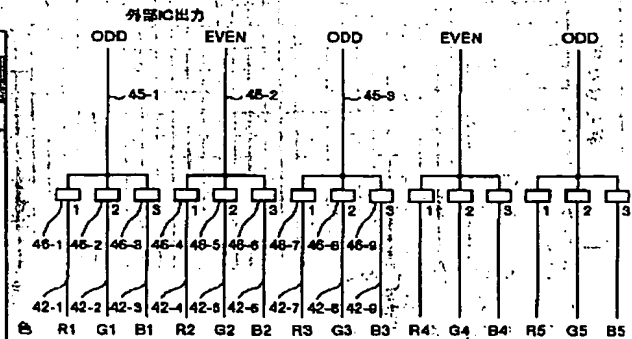 外部IC出力
ODD EVEN ODD EVEN ODD
45-1 45-2 45-3
1 2 3 1 2 3 1 2 3 1 2 3 1 2 3
46-1 46-2 46-3 46-4 46-5 46-6 46-7 46-8 46-9
42-1 42-2 42-3 42-4 42-5 42-6 42-7 42-8 42-9
色 R1 G1 B1 R2 G2 B2 R3 G3 B3 R4 G4 B4 R5 G5 B5